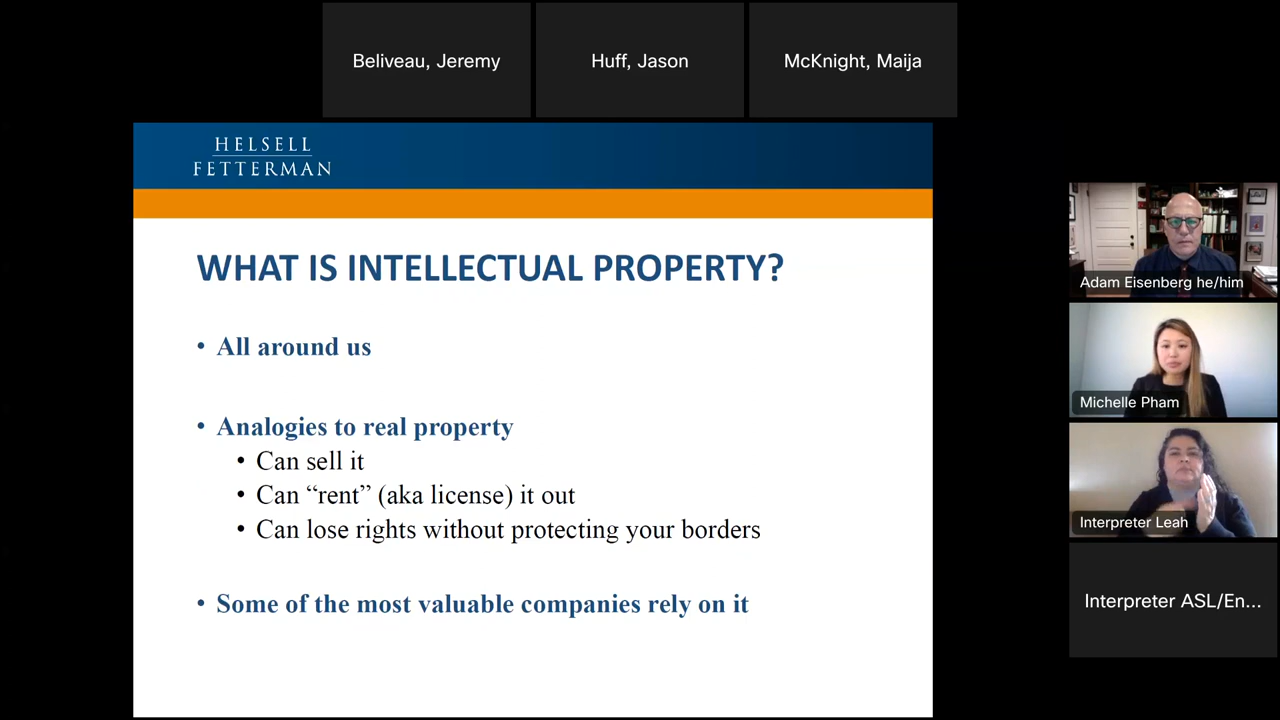 Beliveau, Jeremy
Huff, Jason
McKnight, Maija
HELSELL
FETTERMAN
WHAT IS INTELLECTUAL PROPERTY?
• All around us
• Analogies to real property
• Can sell it
• Can “rent” (aka license) it out
• Can lose rights without protecting your borders
• Some of the most valuable companies rely on it
Adam Eisenberg he/him
Michelle Pham
Interpreter Leah
Interpreter ASL/En...